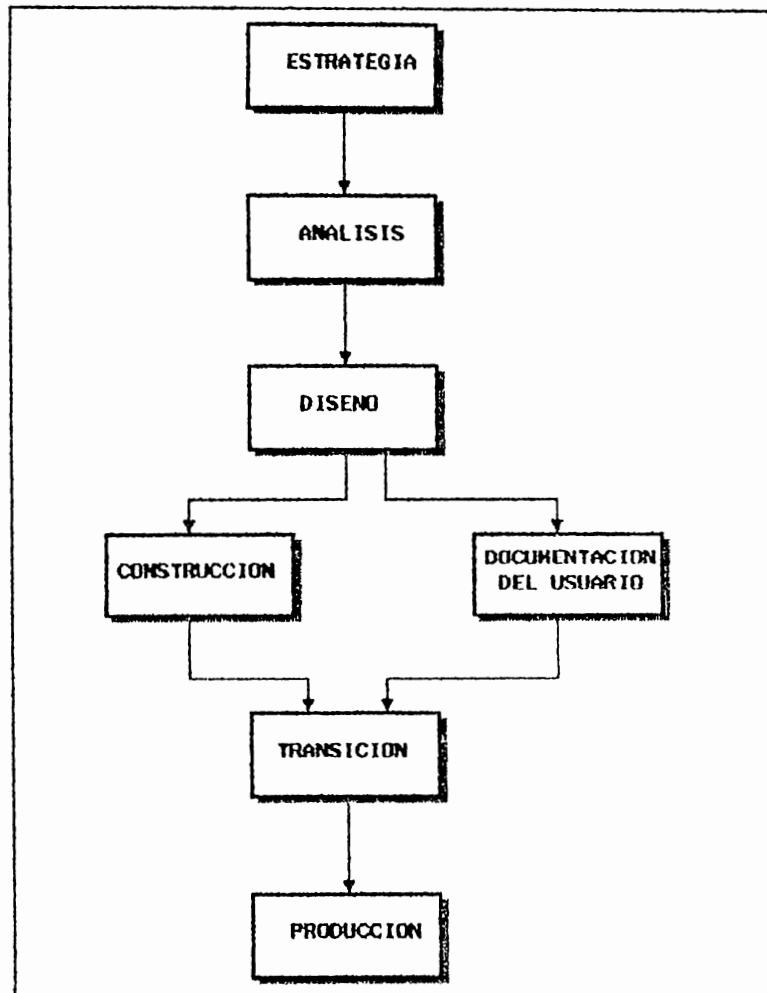 ESTRATEGIA
ANALISIS
DISENO
CONSTRUCCION
DOCUMENTACION
DEL USUARIO
TRANSICION
PRODUCCION